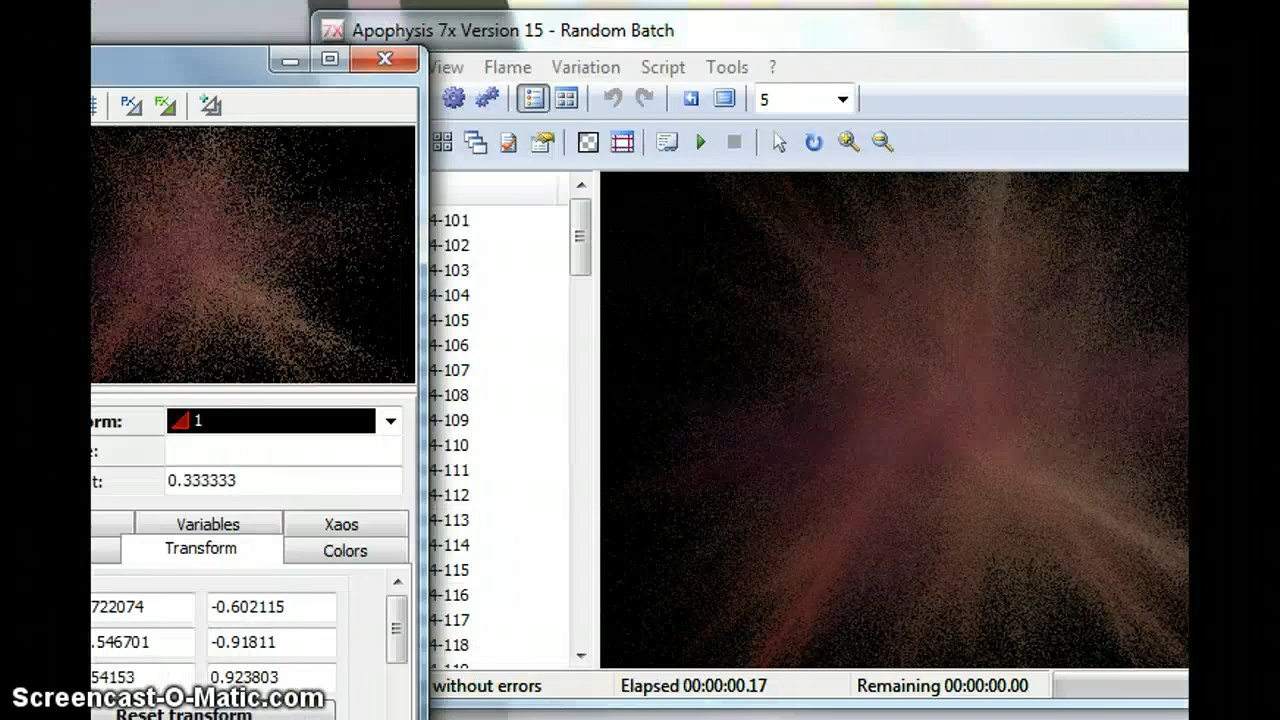 7X Apophysis 7x Version 15 - Random Batch
View Flame Variation Script Tools ?
5
4-101
4-102
4-103
4-104
4-105
4-106
4-107
4-108
4-109
4-110
4-111
4-112
4-113
4-114
4-115
4-116
4-117
4-118
orm: 1
t: 0.333333
Variables Xaos
Transform Colors
722074 -0.602115
.546701 -0.91811
54153 0.923803
Reset transform
without errors Elapsed 00:00:00.17 Remaining 00:00:00.00
Screencast-O-Matic.com